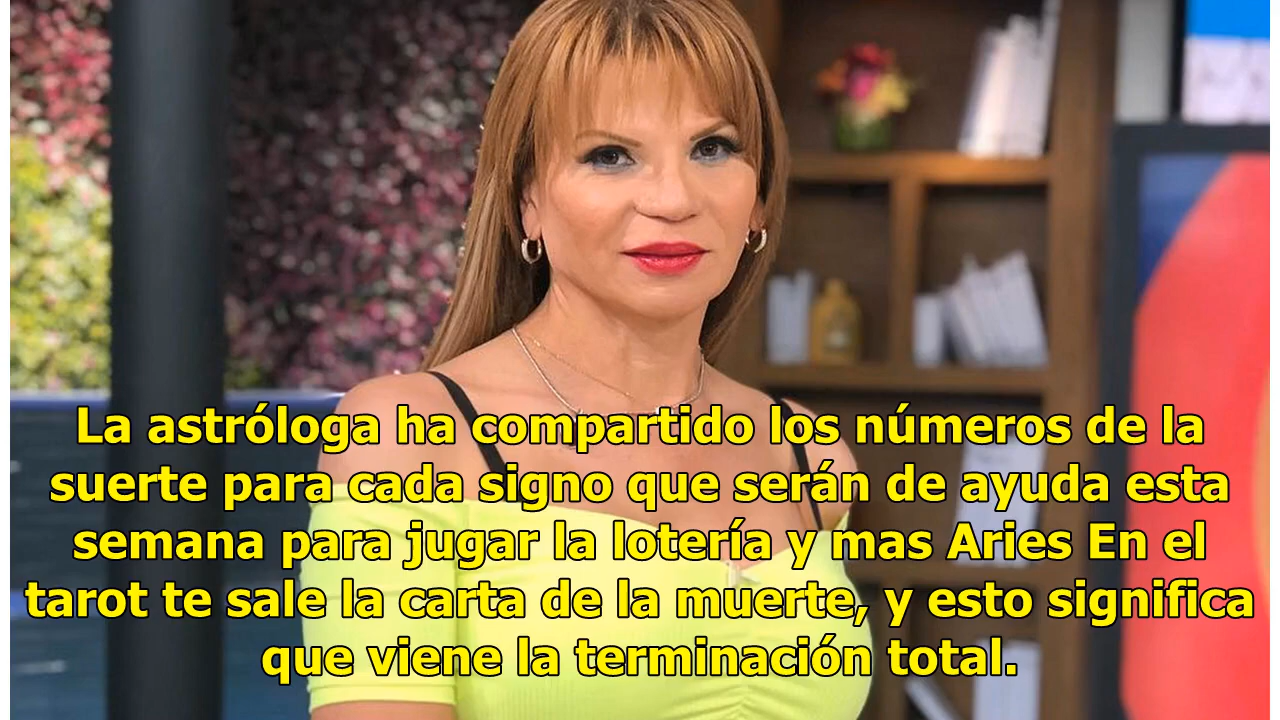 La astróloga ha compartido los números de la
suerte para cada signo que serán de ayuda esta
semana para jugar la lotería y mas Aries En el
tarot te sale la carta de la muerte, y esto significa
que viene la terminación total.